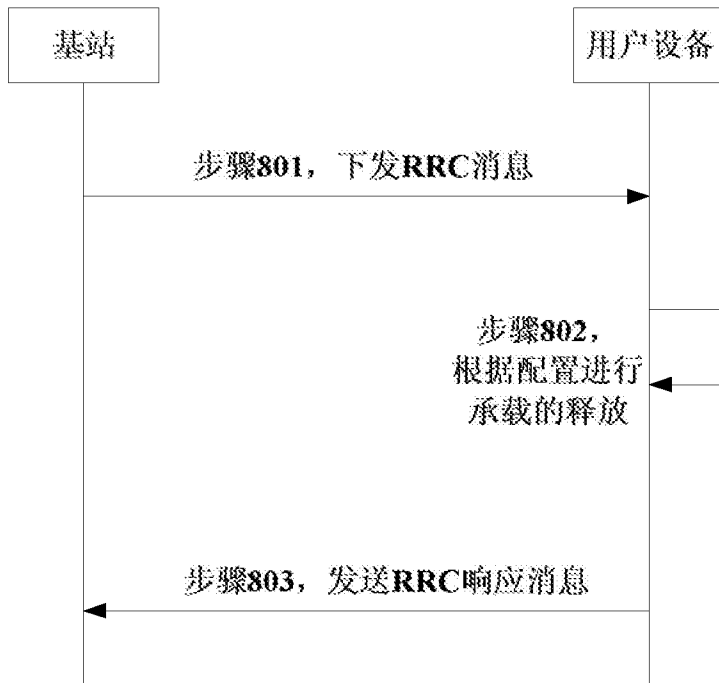 基站
用户设备
步骤801，下发RRC消息
步骤802，
根据配置进行
承载的释放
步骤803，发送RRC响应消息